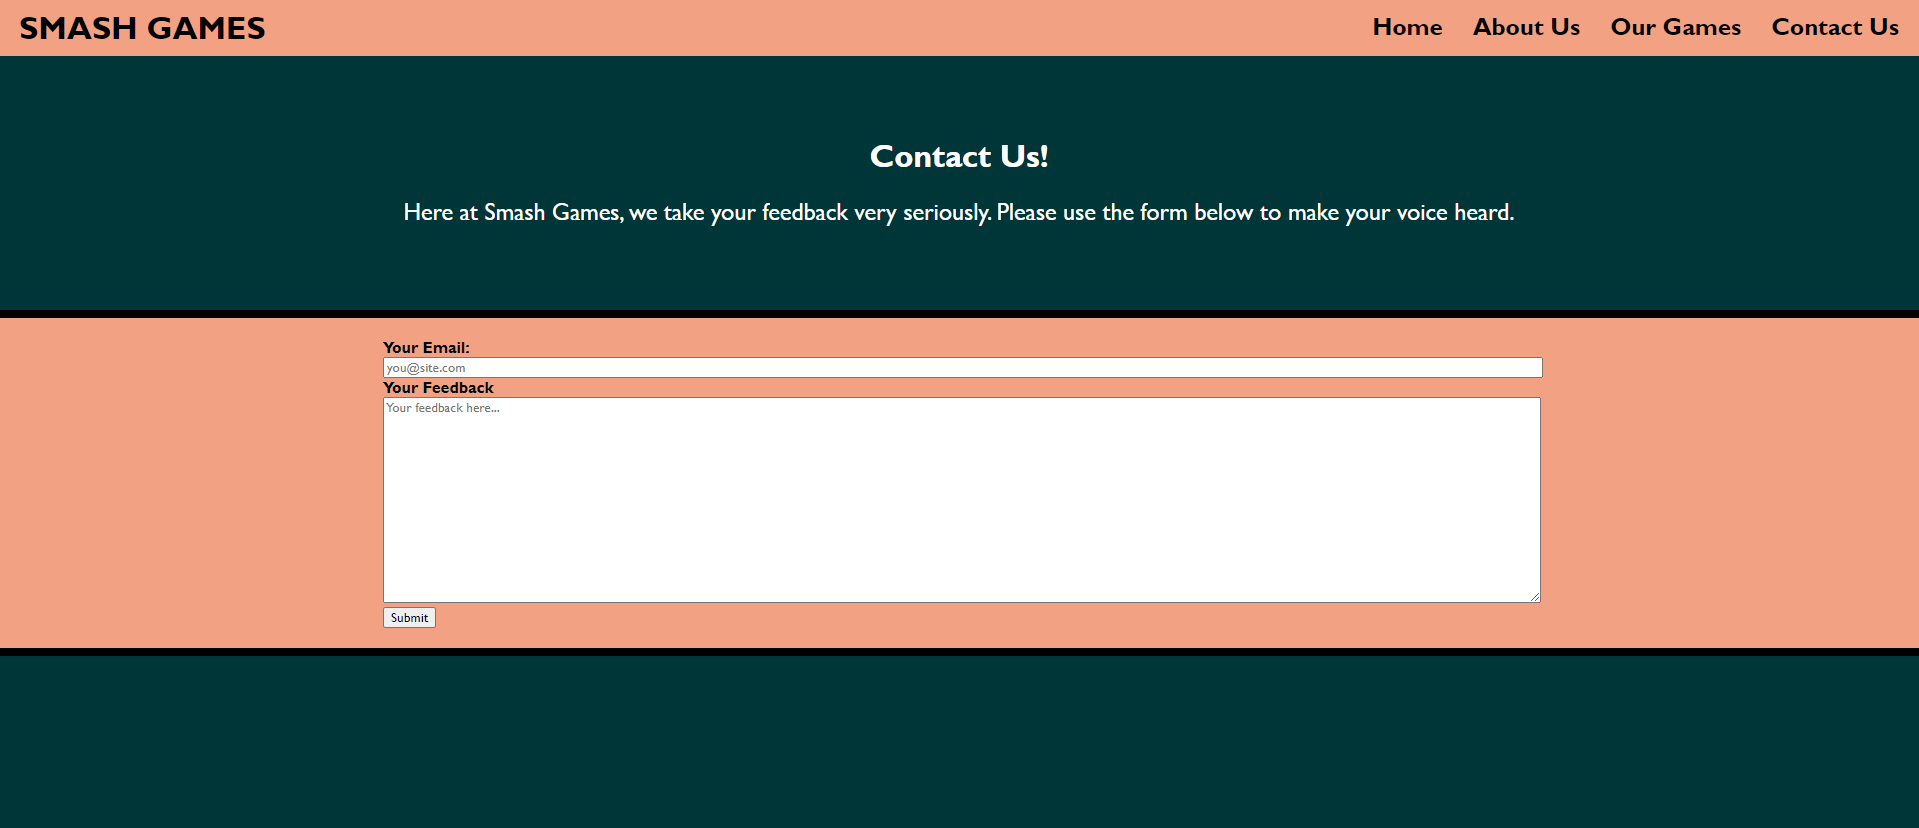 SMASH GAMES
Home About Us Our Games Contact Us
Contact Us!
Here at Smash Games, we take your feedback very seriously. Please use the form below to make your voice heard.
Your Email:
you@site.com
Your Feedback
Your feedback here...
Submit